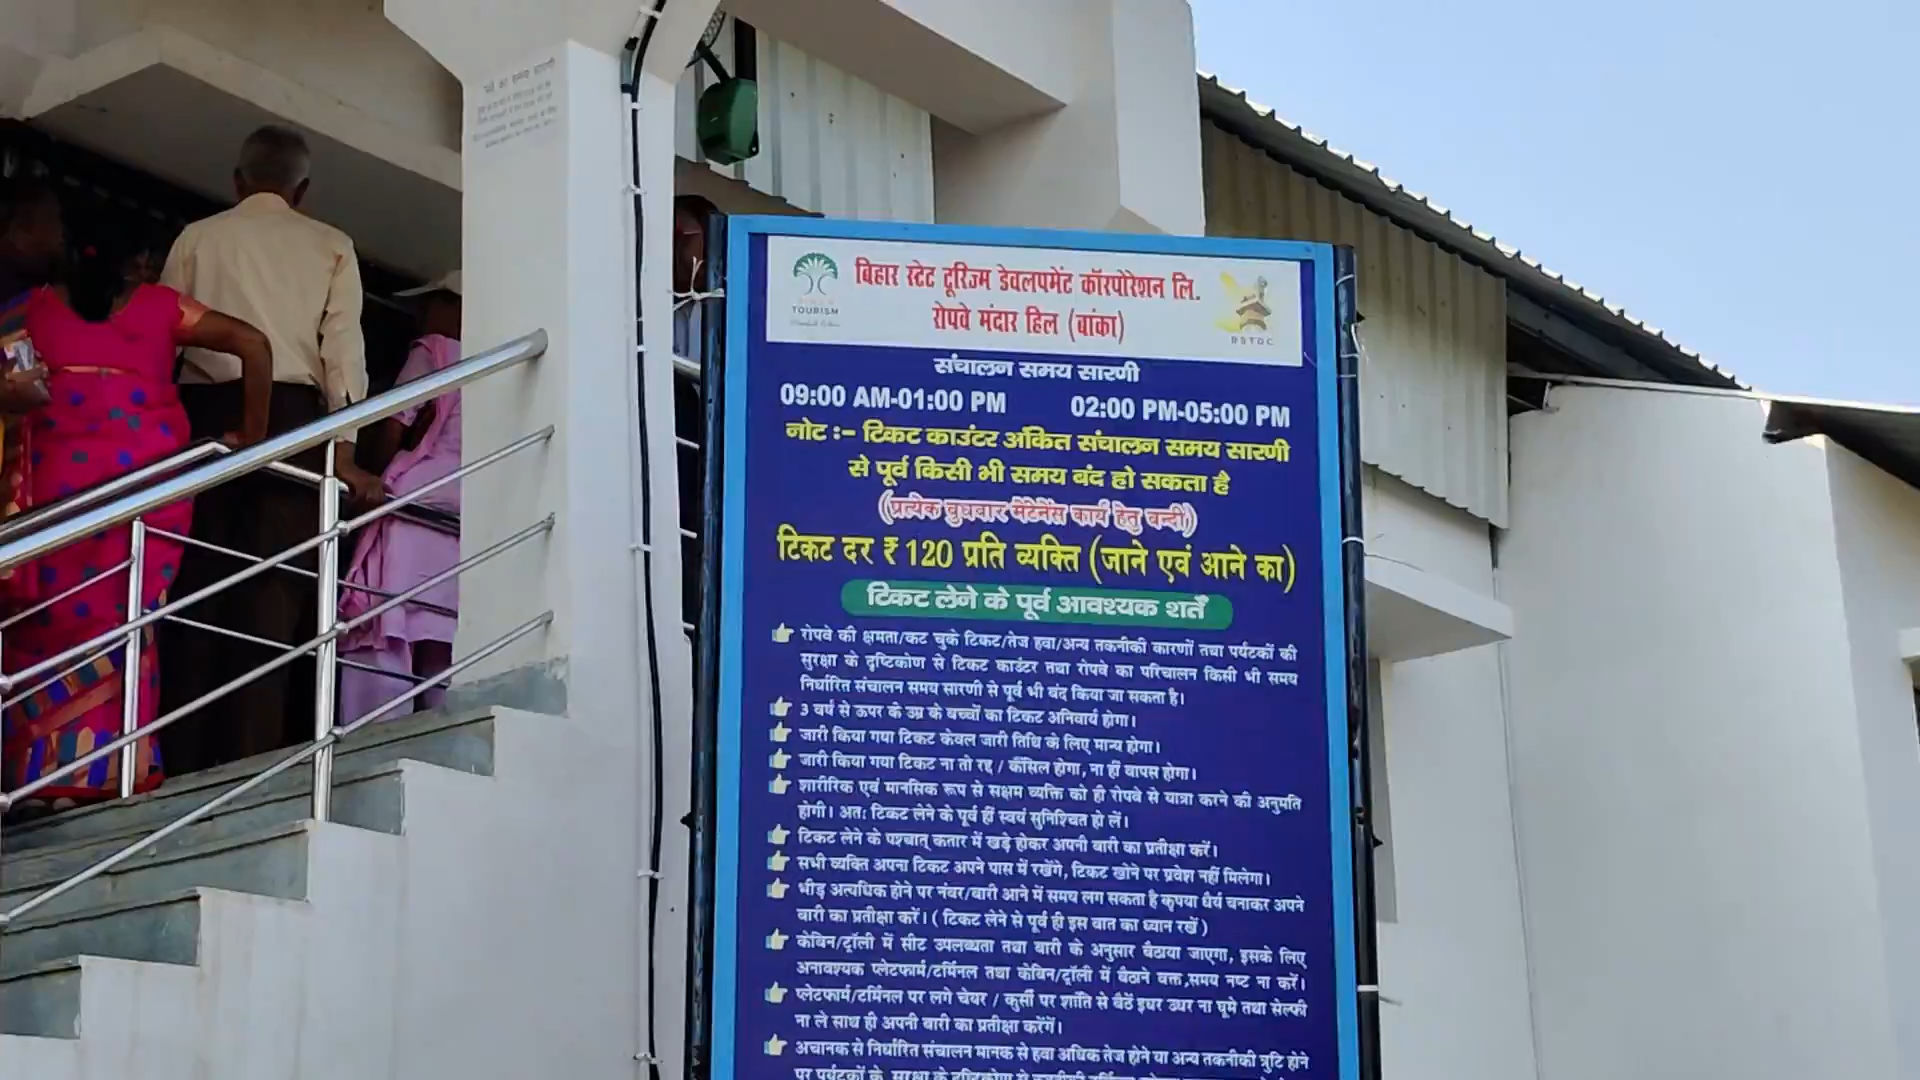 बिहार स्टेट टूरिज्म डेवलपमेंट कॉरपोरेशन लि.
रोपवे मंदार हिल (बांका)
TOURISM
BSTDC
संचालन समय सारणी
09:00 AM-01:00 PM 02:00 PM-05:00 PM
नोट :- टिकट काउंटर अंकित संचालन समय सारणी
से पूर्व किसी भी समय बंद हो सकता है
(प्रत्येक बुधवार मेंटेनेंस कार्य हेतु बन्दी)
टिकट दर ₹ 120 प्रति व्यक्ति (जाने एवं आने का)
टिकट लेने के पूर्व आवश्यक शर्तें
रोपवे की क्षमता/कट चुके टिकट/तेज हवा/अन्य तकनीकी कारणों तथा पर्यटकों की
सुरक्षा के दृष्टिकोण से टिकट काउंटर तथा रोपवे का परिचालन किसी भी समय
निर्धारित संचालन समय सारणी से पूर्व भी बंद किया जा सकता है।
3 वर्ष से ऊपर के उम्र के बच्चों का टिकट अनिवार्य होगा।
जारी किया गया टिकट केवल जारी तिथि के लिए मान्य होगा।
जारी किया गया टिकट ना तो रद्द / कैंसिल होगा, ना हीं वापस होगा।
शारीरिक एवं मानसिक रूप से सक्षम व्यक्ति को ही रोपवे से यात्रा करने की अनुमति
होगी। अतः टिकट लेने के पूर्व हीं स्वयं सुनिश्चित हो लें।
टिकट लेने के पश्चात् कतार में खड़े होकर अपनी बारी का प्रतीक्षा करें।
सभी व्यक्ति अपना टिकट अपने पास में रखेंगे, टिकट खोने पर प्रवेश नहीं मिलेगा।
भीड़ अत्यधिक होने पर नंबर/बारी आने में समय लग सकता है कृपया धैर्य बनाकर अपने
बारी का प्रतीक्षा करें। ( टिकट लेने से पूर्व ही इस बात का ध्यान रखें )
केबिन/ट्रॉली में सीट उपलब्धता तथा बारी के अनुसार बैठाया जाएगा, इसके लिए
अनावश्यक प्लेटफार्म/टर्मिनल तथा केबिन/ट्रॉली में बैठाने वक्त,समय नष्ट ना करें।
प्लेटफार्म/टर्मिनल पर लगे चेयर / कुर्सी पर शांति से बैठें इधर उधर ना घूमे तथा सेल्फी
ना ले साथ ही अपनी बारी का प्रतीक्षा करेंगें।
अचानक से निर्धारित संचालन मानक से हवा अधिक तेज होने या अन्य तकनीकी त्रुटि होने
पर पर्यटकों के सुरक्षा के दृष्टिकोण से